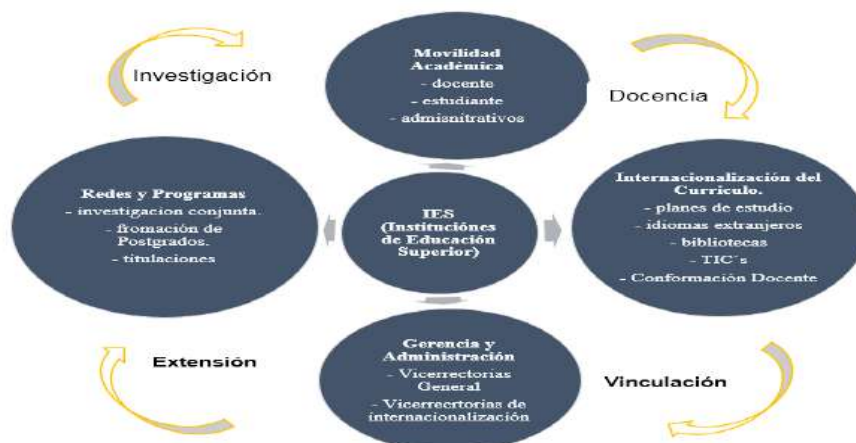 Movilidad
Académica
- docente
- estudiante
- admisnitrativos
Investigación
Docencia
Redes y Programas
- investigacion conjunta.
- fromación de
Postgrados.
- titulaciones
IES
(Instituciónes
de Educación
Superior)
Internacionalización del
Currículo.
- planes de estudio
- idiomas extranjeros
- bibliotecas
- TIC´s
- Conformación Docente
Gerencia y
Administración
- Vicerrectorías
General
- Vicerrectorías de
internacionalización
Extensión
Vinculación